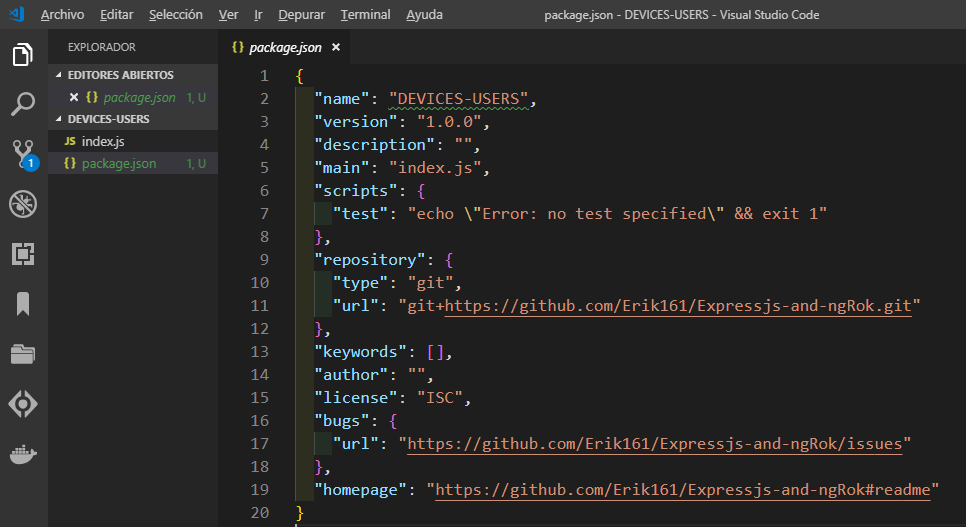 Archivo Editar Selección Ver Ir Depurar Terminal Ayuda package.json - DEVICES-USERS - Visual Studio Code
EXPLORADOR
EDITORES ABIERTOS
{} package.json 1, U
DEVICES-USERS
JS index.js
{} package.json 1, U
1
{} package.json
1 {
2 "name": "DEVICES-USERS",
3 "version": "1.0.0",
4 "description": "",
5 "main": "index.js",
6 "scripts": {
7 "test": "echo \"Error: no test specified\" && exit 1"
8 },
9 "repository": {
10 "type": "git",
11 "url": "git+https://github.com/Erik161/Expressjs-and-ngRok.git"
12 },
13 "keywords": [],
14 "author": "",
15 "license": "ISC",
16 "bugs": {
17 "url": "https://github.com/Erik161/Expressjs-and-ngRok/issues"
18 },
19 "homepage": "https://github.com/Erik161/Expressjs-and-ngRok#readme"
20 }